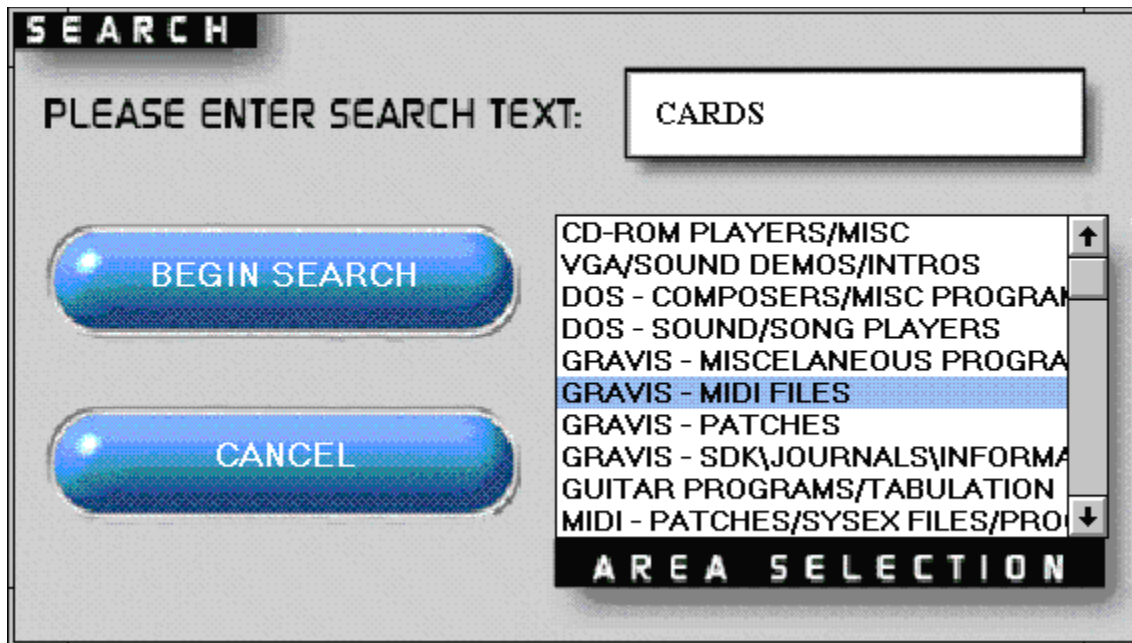 SEARCH
PLEASE ENTER SEARCH TEXT:
CARDS
BEGIN SEARCH
CANCEL
CD-ROM PLAYERS/MISC
VGA/SOUND DEMOS/INTROS
DOS - COMPOSERS/MISC PROGRAM
DOS - SOUND/SONG PLAYERS
GRAVIS - MISCELANEOUS PROGRA
GRAVIS - MIDI FILES
GRAVIS - PATCHES
GRAVIS - SDK\JOURNALS\INFORMA
GUITAR PROGRAMS/TABULATION
MIDI - PATCHES/SYSEX FILES/PRO
AREA SELECTION